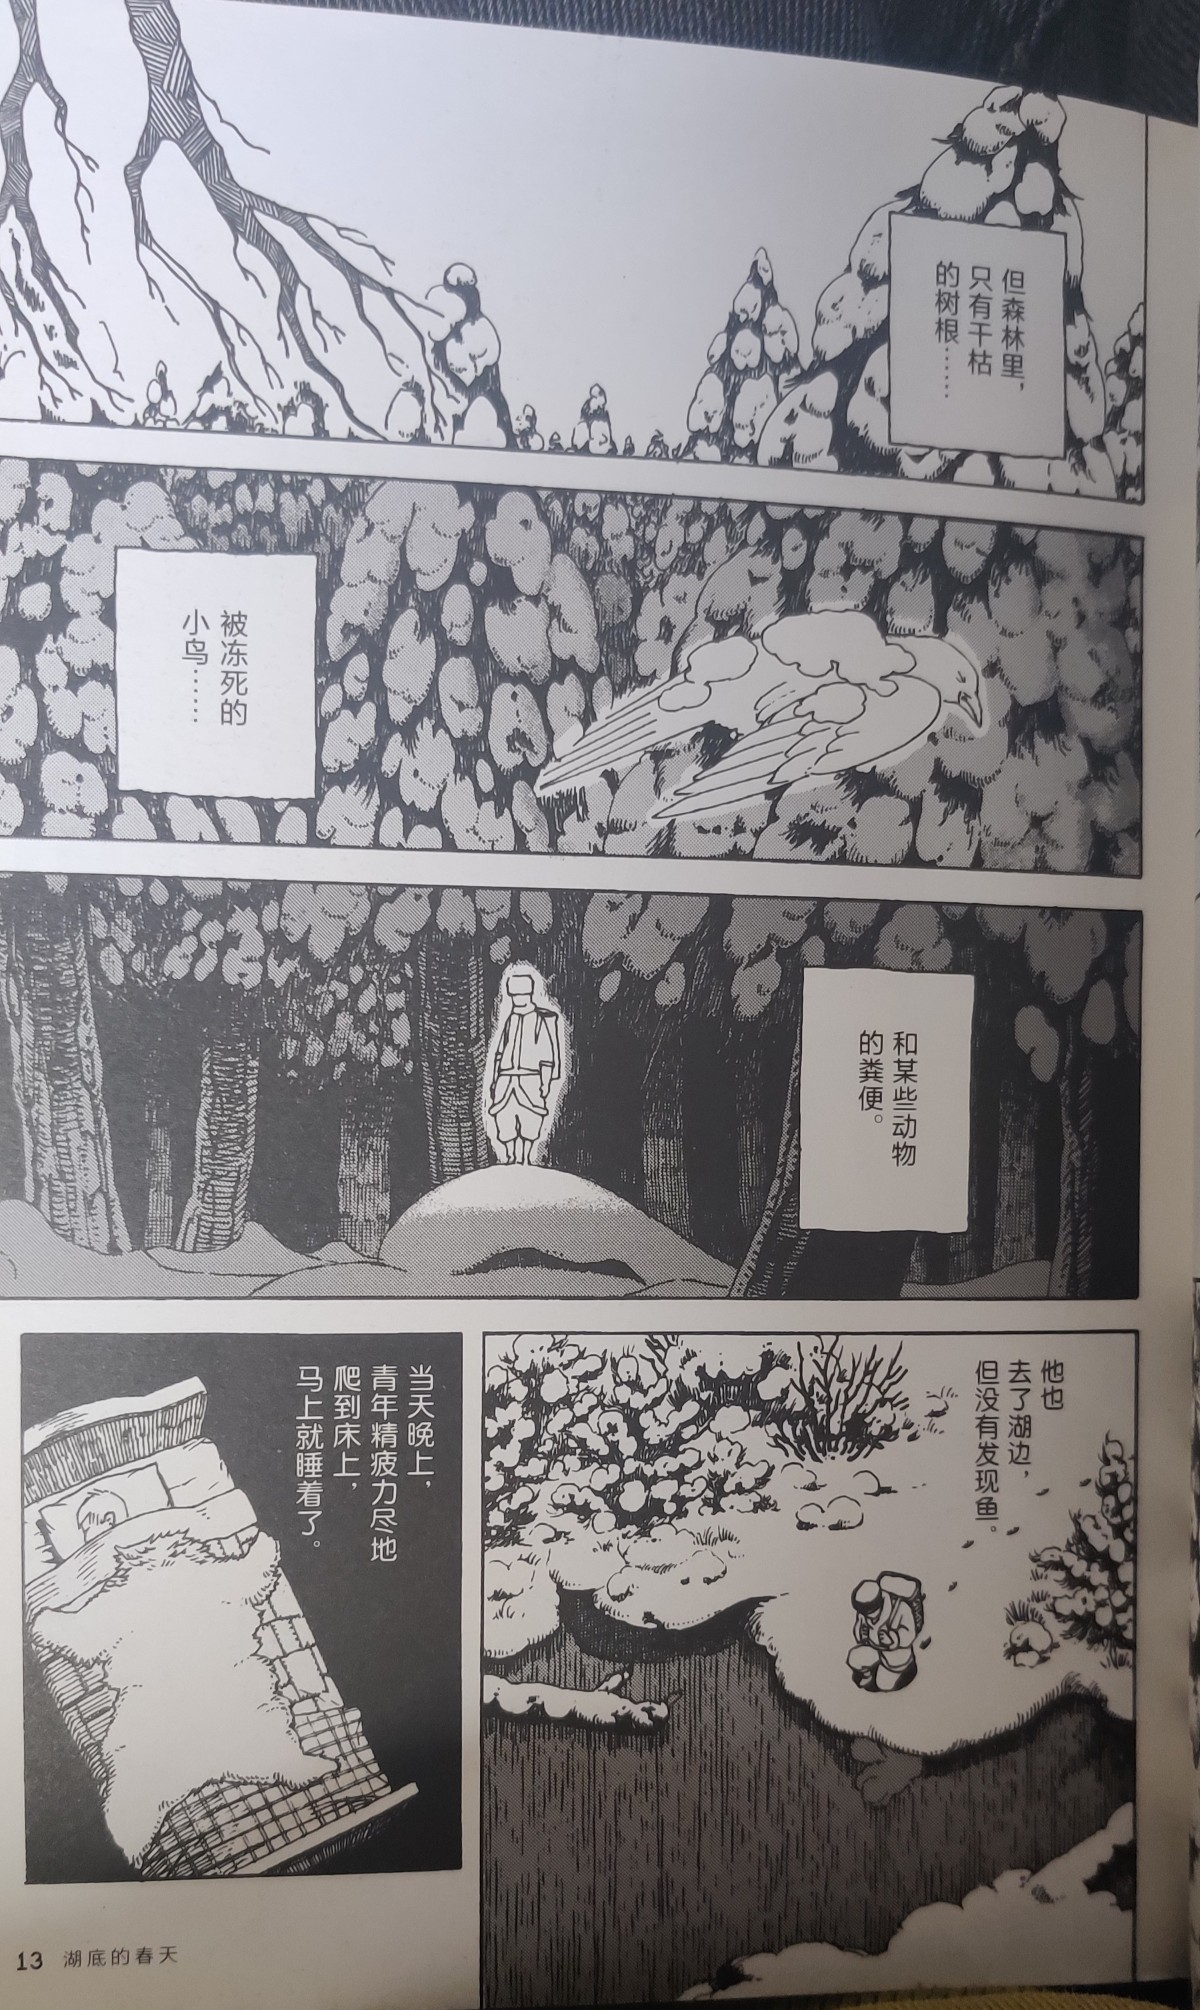 但森林里，
只有干枯
的树根……
被冻死的
小鸟……
和某些动物
的粪便。
他也
去了湖边，
但没有发现鱼。
当天晚上，
青年精疲力尽地
爬到床上，
马上就睡着了。
13 湖底的春天